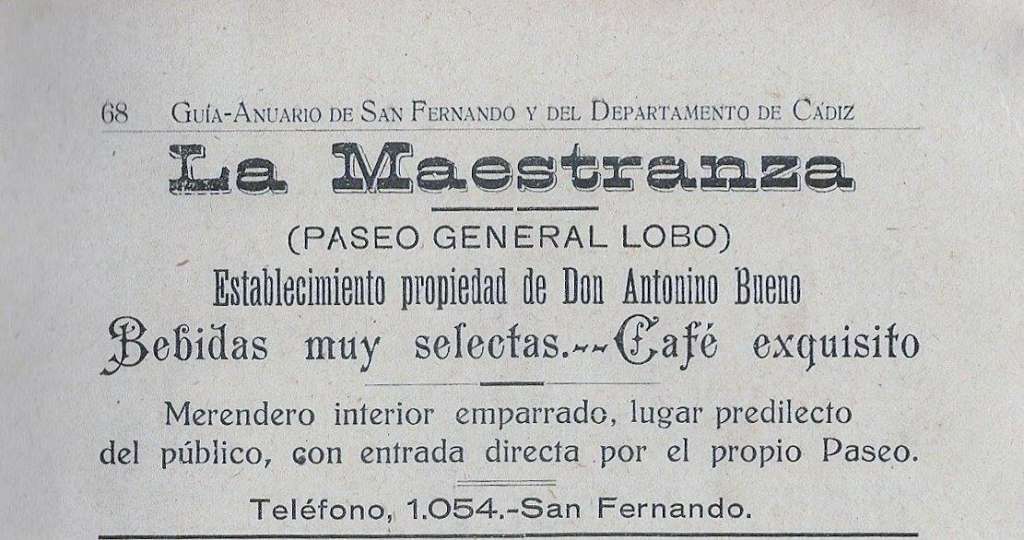 68 Guía-Anuario de San Fernando y del Departamento de Cádiz
La Maestranza
(PASEO GENERAL LOBO)
Establecimiento propiedad de Don Antonino Bueno
Bebidas muy selectas.--Café exquisito
Merendero interior emparrado, lugar predilecto
del público, con entrada directa por el propio Paseo.
Teléfono, 1.054.-San Fernando.